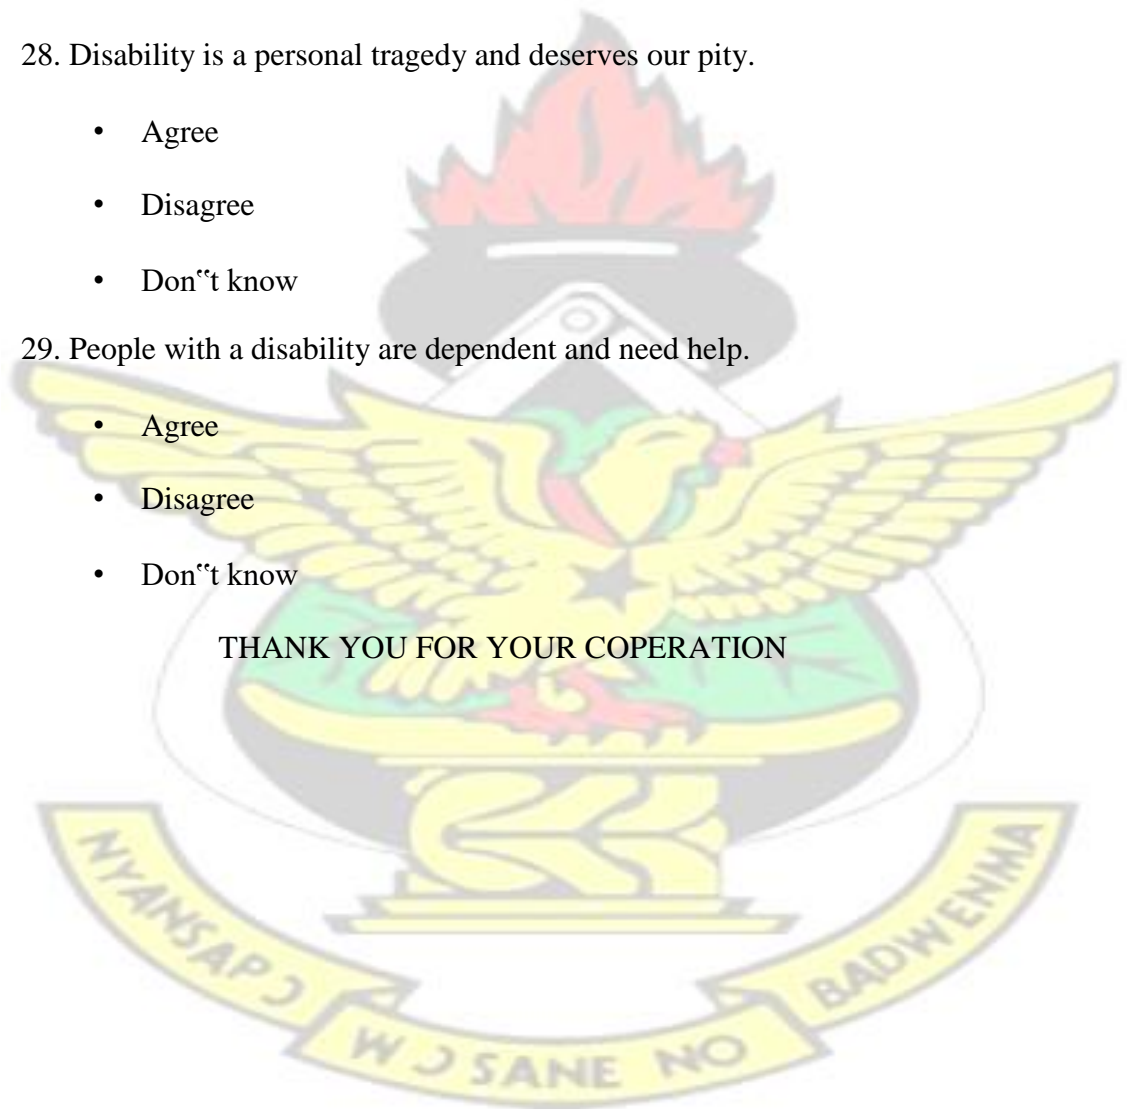 28. Disability is a personal tragedy and deserves our pity.
• Agree
• Disagree
• Don‟t know
29. People with a disability are dependent and need help.
• Agree
• Disagree
• Don‟t know
THANK YOU FOR YOUR COPERATION
NYANSAPƆ
WƆSANE NO
BADWENMA